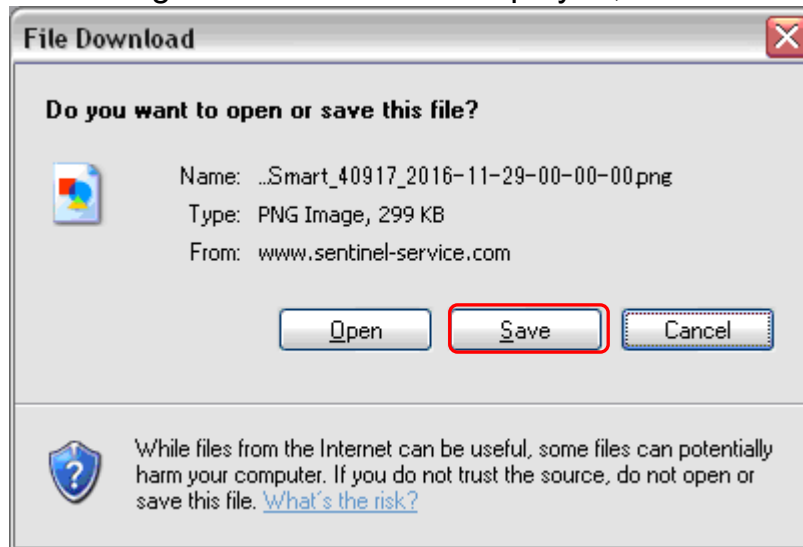 File Download
Do you want to open or save this file?
Name: ...Smart_40917_2016-11-29-00-00-00.png
Type: PNG Image, 299 KB
From: www.sentinel-service.com
Open Save Cancel
While files from the Internet can be useful, some files can potentially
harm your computer. If you do not trust the source, do not open or
save this file. What's the risk?